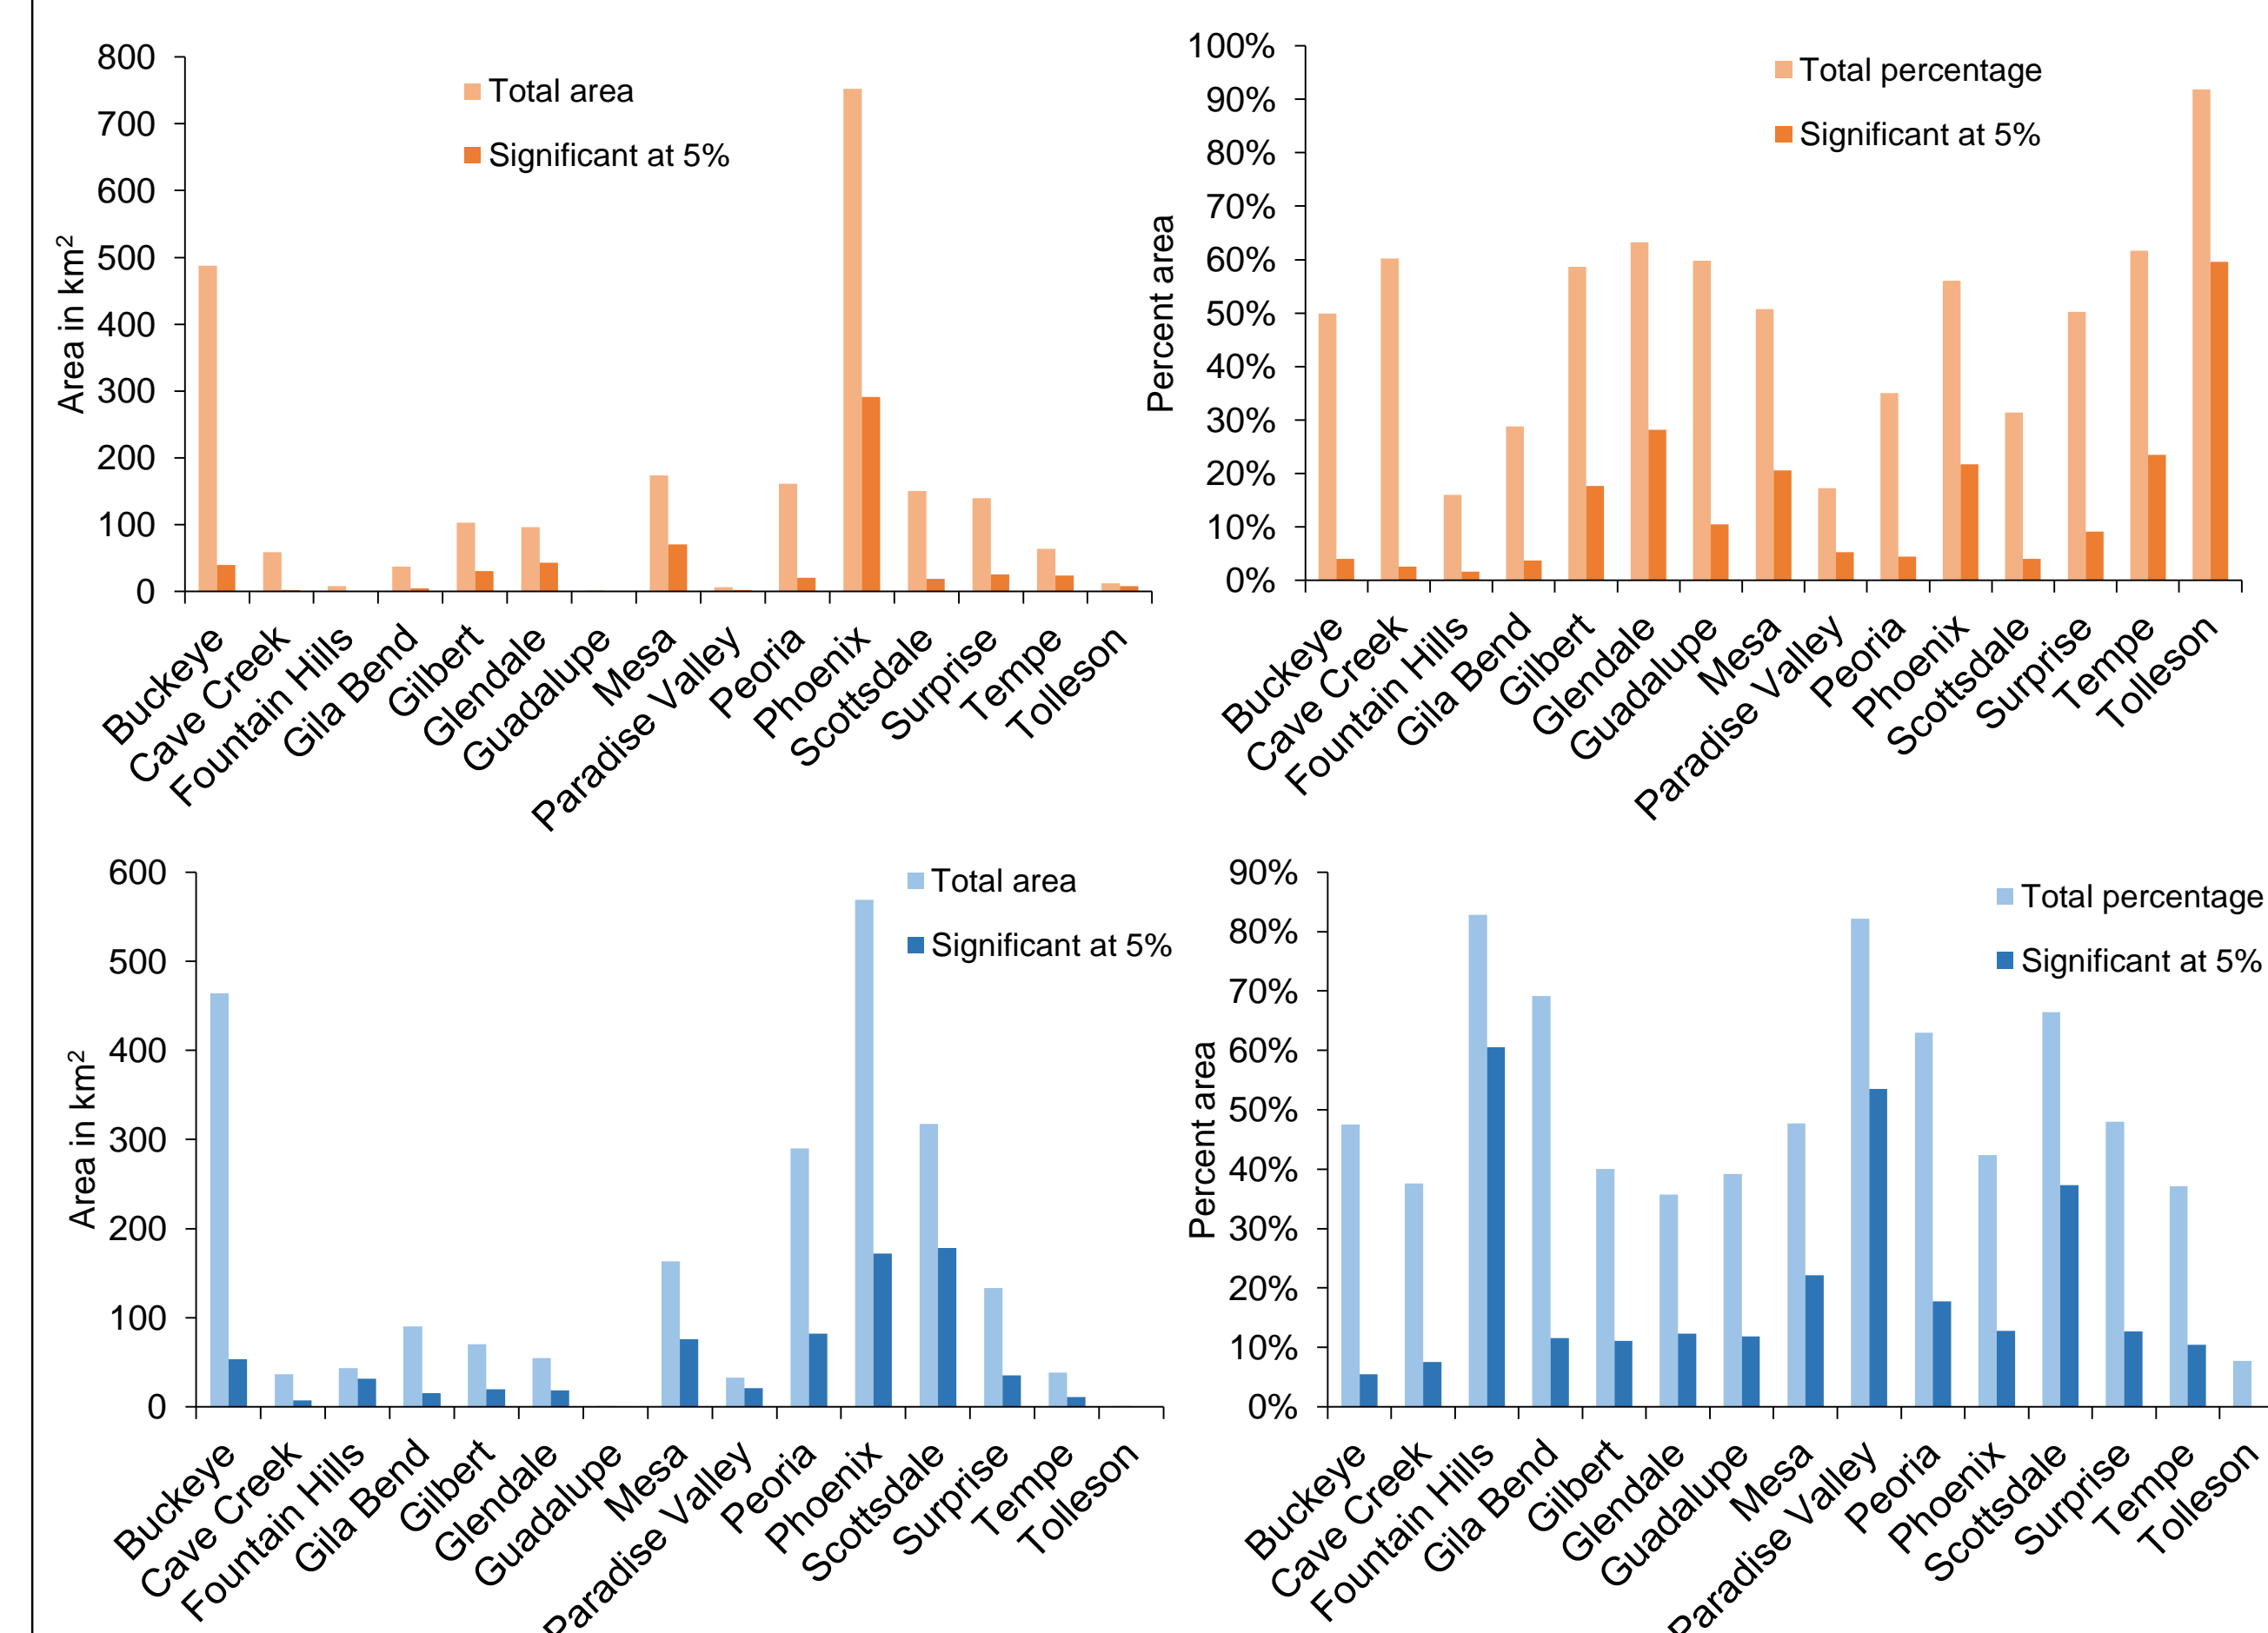 800
700
600
500
400
300
200
100
0
Area in km²
Total area
Significant at 5%
Buckeye
Cave Creek
Fountain Hills
Gila Bend
Gilbert
Glendale
Guadalupe
Mesa
Paradise Valley
Peoria
Phoenix
Scottsdale
Surprise
Tempe
Tolleson
100%
90%
80%
70%
60%
50%
40%
30%
20%
10%
0%
Percent area
Total percentage
Significant at 5%
Buckeye
Cave Creek
Fountain Hills
Gila Bend
Gilbert
Glendale
Guadalupe
Mesa
Paradise Valley
Peoria
Phoenix
Scottsdale
Surprise
Tempe
Tolleson
600
500
400
300
200
100
0
Area in km²
Total area
Significant at 5%
Buckeye
Cave Creek
Fountain Hills
Gila Bend
Gilbert
Glendale
Guadalupe
Mesa
Paradise Valley
Peoria
Phoenix
Scottsdale
Surprise
Tempe
Tolleson
90%
80%
70%
60%
50%
40%
30%
20%
10%
0%
Percent area
Total percentage
Significant at 5%
Buckeye
Cave Creek
Fountain Hills
Gila Bend
Gilbert
Glendale
Guadalupe
Mesa
Paradise Valley
Peoria
Phoenix
Scottsdale
Surprise
Tempe
Tolleson